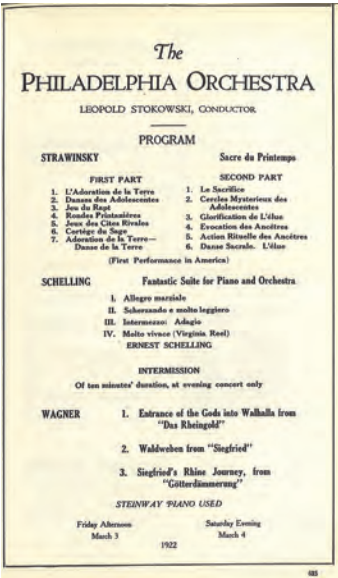 The
PHILADELPHIA ORCHESTRA
LEOPOLD STOKOWSKI, CONDUCTOR
PROGRAM
STRAWINSKY Sacre du Printemps
FIRST PART
1. L'Adoration de la Terre
2. Danses des Adolescentes
3. Jeu du Rapt
4. Rondes Printanières
5. Jeux des Cites Rivales
6. Cortége du Sage
7. Adoration de la Terre—
Danse de la Terre
SECOND PART
1. Le Sacrifice
2. Cercles Mysterieux des
Adolescentes
3. Glorification de L'élue
4. Evocation des Ancêtres
5. Action Rituelle des Ancêtres
6. Danse Sacrale. L'élue
(First Performance in America)
SCHELLING Fantastic Suite for Piano and Orchestra
I. Allegro marziale
II. Scherzando e molto leggiero
III. Intermezzo: Adagio
IV. Molto vivace (Virginia Reel)
ERNEST SCHELLING
INTERMISSION
Of ten minutes' duration, at evening concert only
WAGNER 1. Entrance of the Gods into Walhalla from
"Das Rheingold"
2. Waldweben from "Siegfried"
3. Siegfried's Rhine Journey, from
"Götterdämmerung"
STEINWAY PIANO USED
Friday Afternoon
March 3
Saturday Evening
March 4
1922